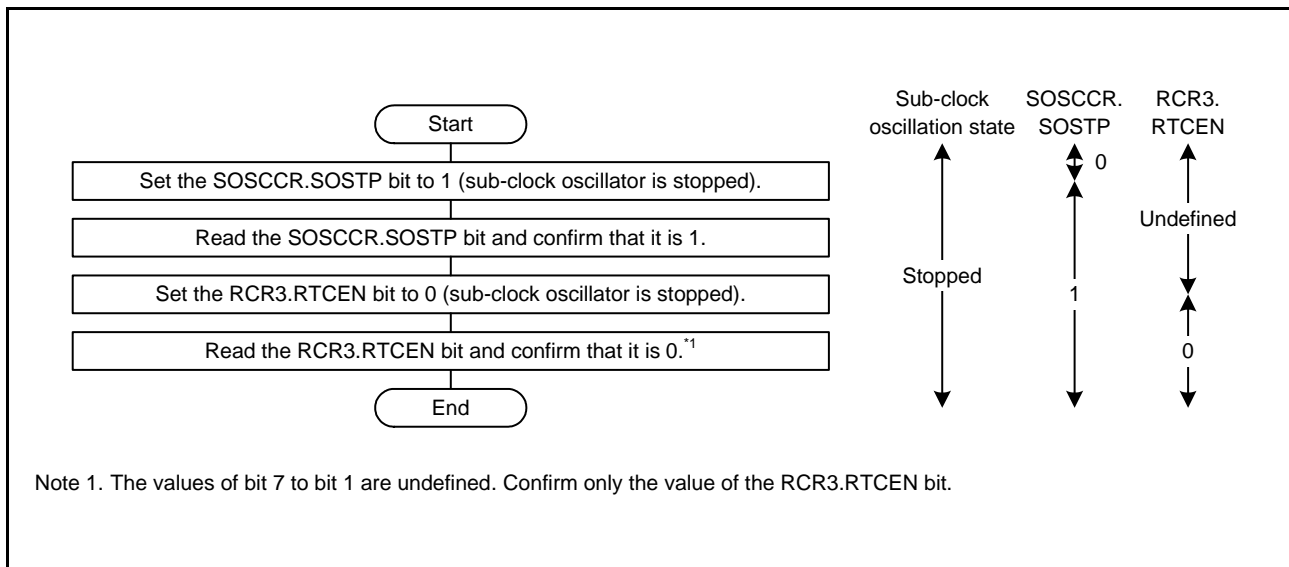 Start
Set the SOSCCR.SOSTP bit to 1 (sub-clock oscillator is stopped).
Read the SOSCCR.SOSTP bit and confirm that it is 1.
Set the RCR3.RTCEN bit to 0 (sub-clock oscillator is stopped).
Read the RCR3.RTCEN bit and confirm that it is 0.*1
End
Sub-clock
oscillation state
Stopped
SOSCCR.
SOSTP
0
1
RCR3.
RTCEN
Undefined
0
Note 1. The values of bit 7 to bit 1 are undefined. Confirm only the value of the RCR3.RTCEN bit.